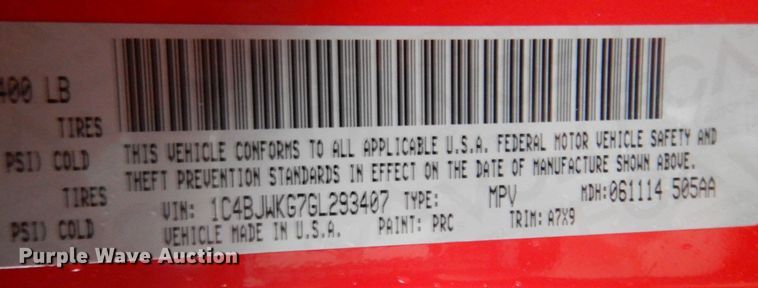 400 LB
TIRES
PSI) COLD
TIRES
PSI) COLD
THIS VEHICLE CONFORMS TO ALL APPLICABLE U.S.A. FEDERAL MOTOR VEHICLE SAFETY AND
THEFT PREVENTION STANDARDS IN EFFECT ON THE DATE OF MANUFACTURE SHOWN ABOVE.
VIN: 1C4BJWKG7GL293407 TYPE: MPV MDH: 061114 505AA
VEHICLE MADE IN U.S.A. PAINT: PRC TRIM: A7X9
Purple Wave Auction